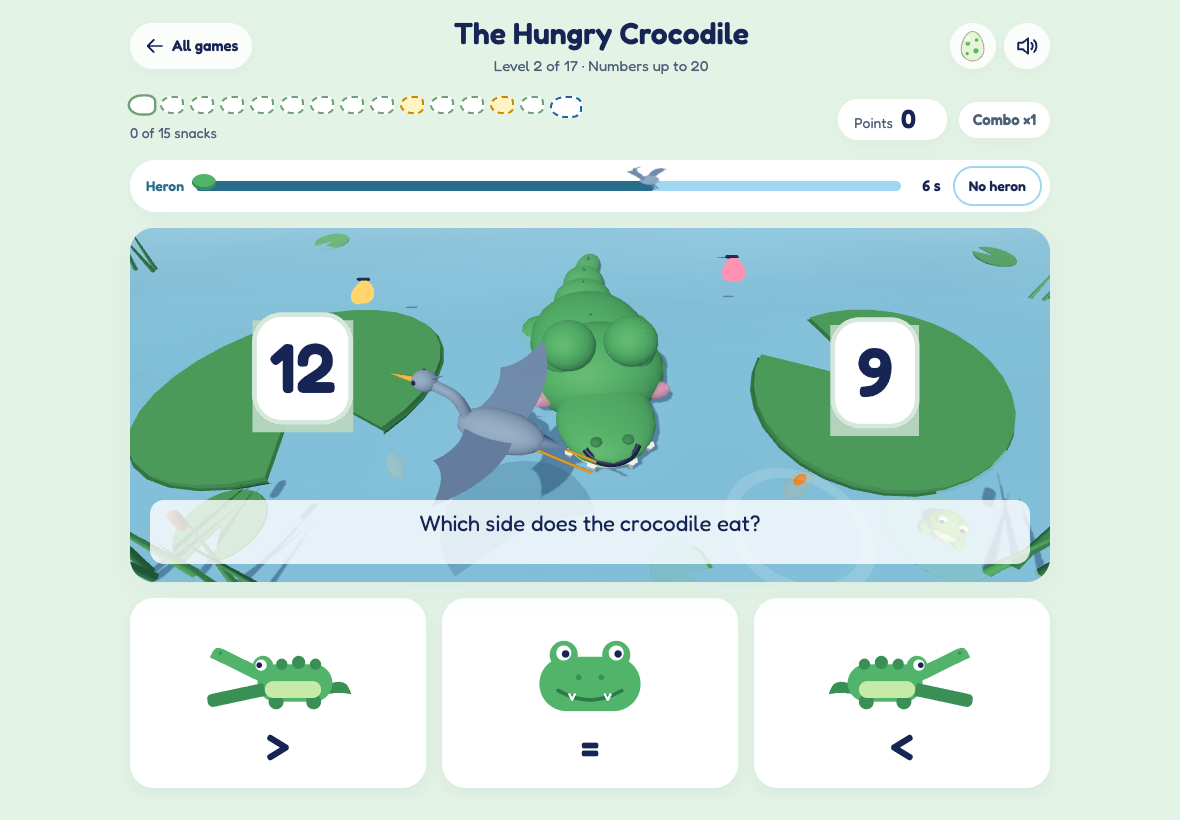 All games
The Hungry Crocodile
Level 2 of 17 · Numbers up to 20
0 of 15 snacks
Points 0
Combo ×1
Heron
6 s
No heron
12
9
Which side does the crocodile eat?
>
=
<